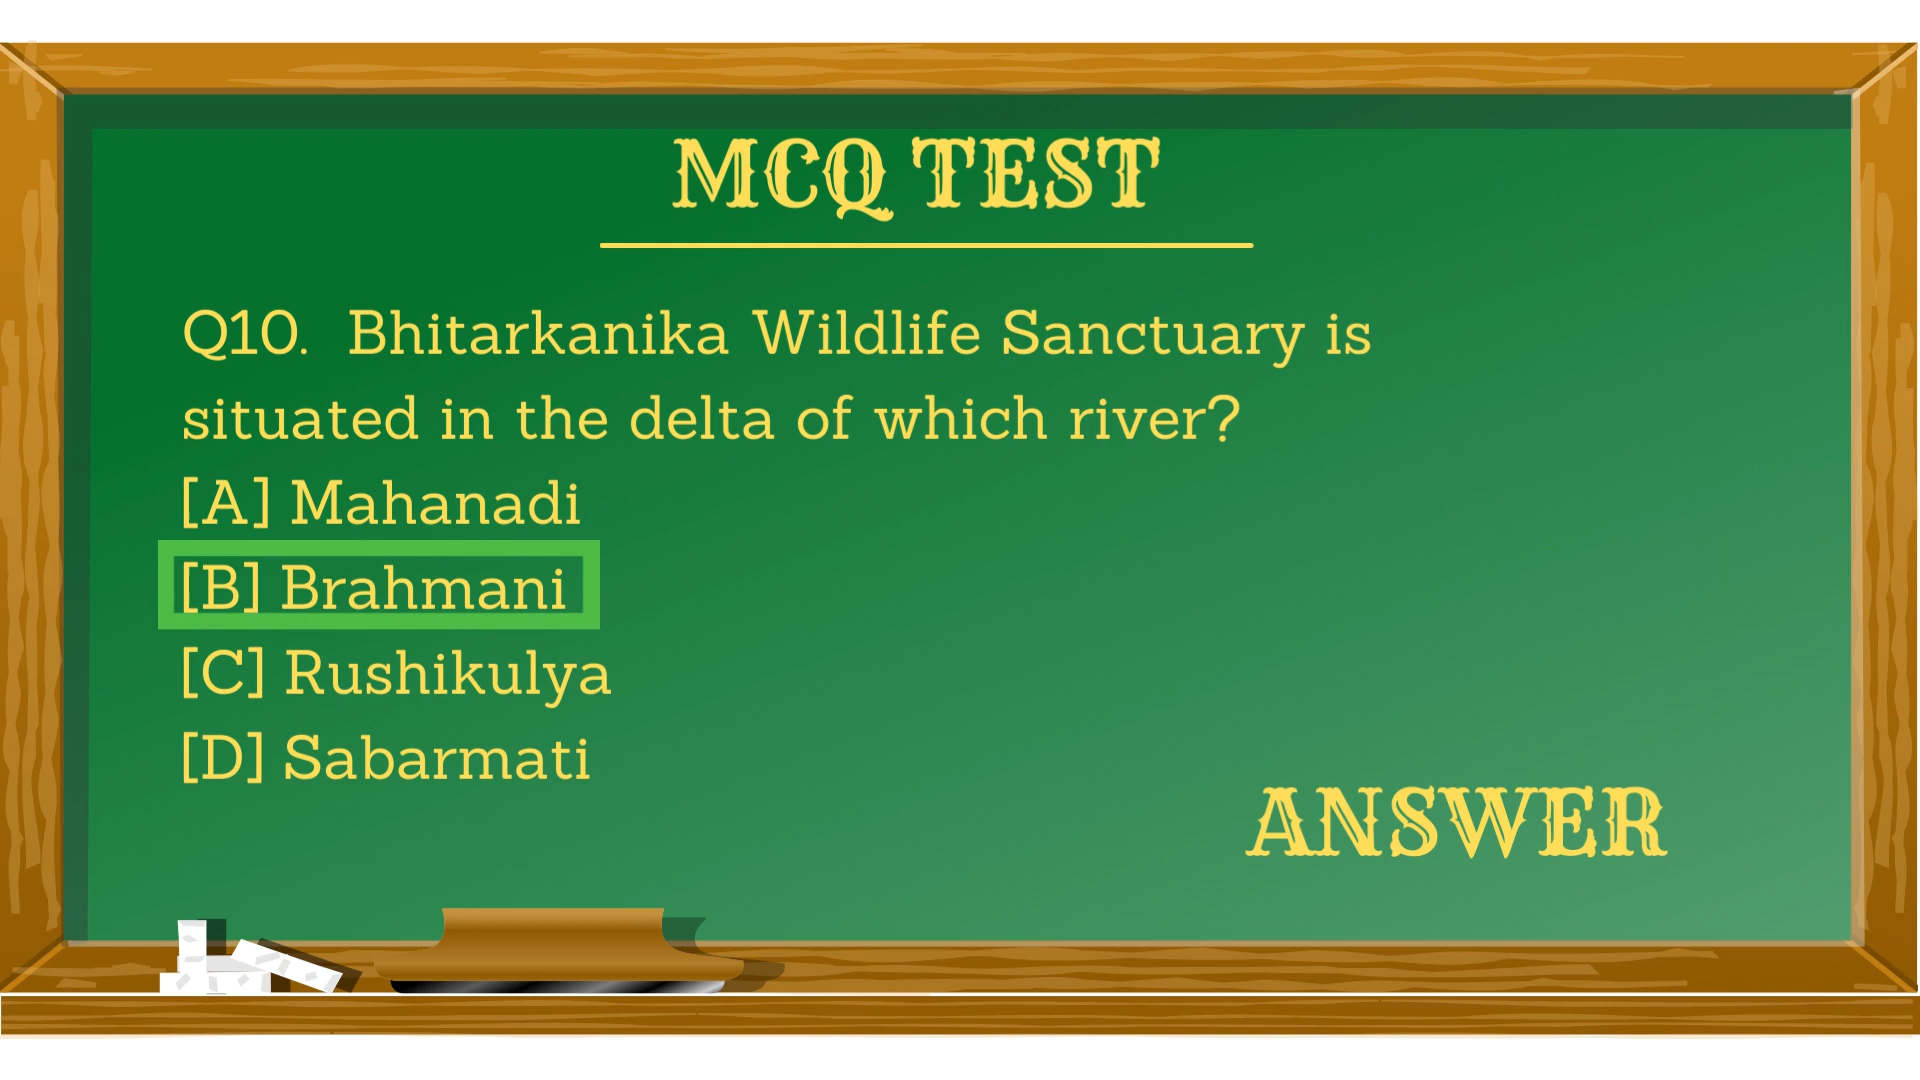 MCQ TEST
Q10. Bhitarkanika Wildlife Sanctuary is
situated in the delta of which river?
[A] Mahanadi
[B] Brahmani
[C] Rushikulya
[D] Sabarmati
ANSWER